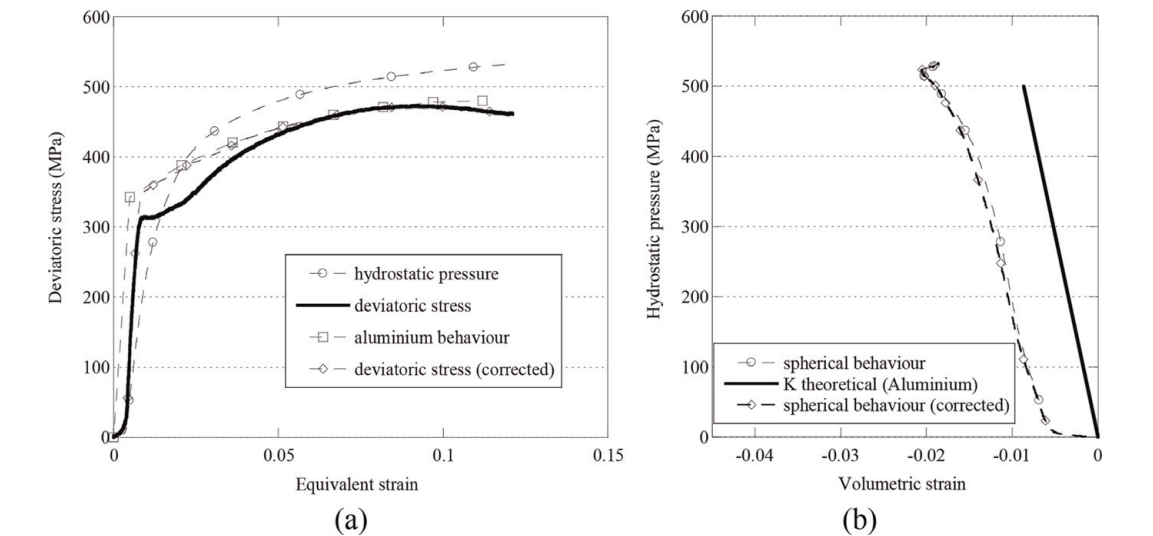 600
500
400
300
200
100
0
0
0.05
0.1
0.15
Deviatoric stress (MPa)
Equivalent strain
hydrostatic pressure
deviatoric stress
aluminium behaviour
deviatoric stress (corrected)
(a)
600
500
400
300
200
100
0
-0.04
-0.03
-0.02
-0.01
0
Hydrostatic pressure (MPa)
Volumetric strain
spherical behaviour
K theoretical (Aluminium)
spherical behaviour (corrected)
(b)